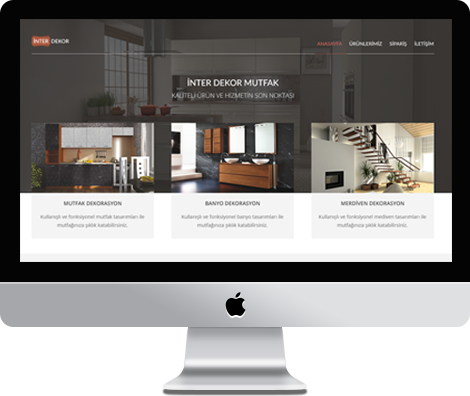 İNTER DEKOR
ANASAYFA ÜRÜNLERİMİZ SİPARİŞ İLETİŞİM
İNTER DEKOR MUTFAK
KALİTELİ ÜRÜN VE HİZMETİN SON NOKTASI
MUTFAK DEKORASYON
Kullanışlı ve fonksiyonel mutfak tasarımları ile
mutfağınıza şıklık katabilirsiniz.
BANYO DEKORASYON
Kullanışlı ve fonksiyonel banyo tasarımları ile
mutfağınıza şıklık katabilirsiniz.
MERDİVEN DEKORASYON
Kullanışlı ve fonksiyonel merdiven tasarımları ile
mutfağınıza şıklık katabilirsiniz.